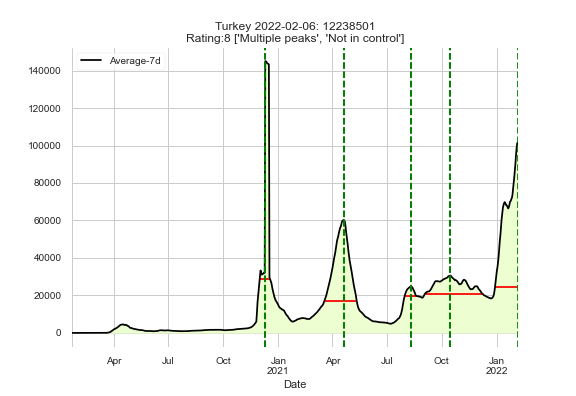 Turkey 2022-02-06: 12238501
Rating:8 ['Multiple peaks', 'Not in control']
Average-7d
140000
120000
100000
80000
60000
40000
20000
0
Apr Jul Oct Jan Apr Jul Oct Jan
2021 2022
Date